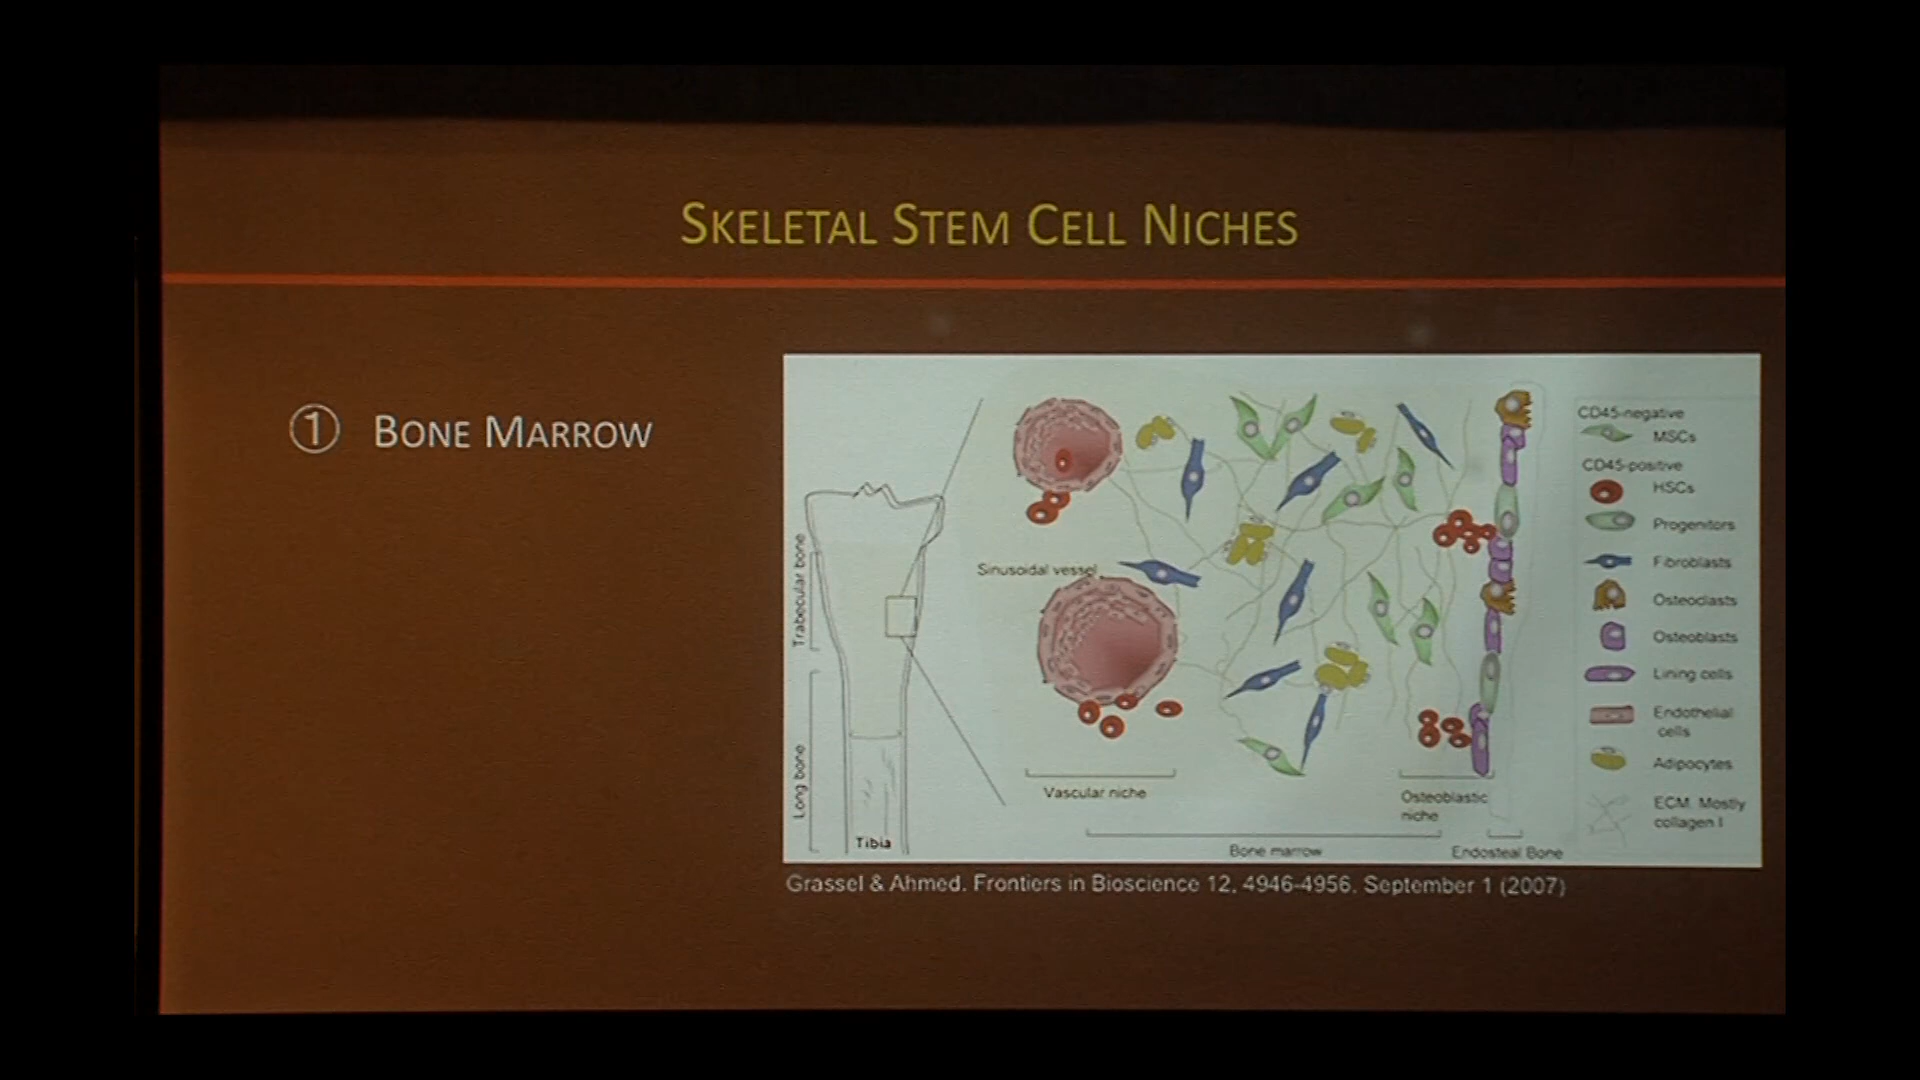 SKELETAL STEM CELL NICHES
① BONE MARROW
Trabecular bone
Long bone
Tibia
Sinusoidal vessel
Vascular niche
Osteoblastic
niche
Bone marrow
Endosteal Bone
CD45-negative
MSCs
CD45-positive
HSCs
Progenitors
Fibroblasts
Osteoclasts
Osteoblasts
Lining cells
Endothelial
cells
Adipocytes
ECM. Mostly
collagen I
Grassel & Ahmed. Frontiers in Bioscience 12, 4946-4956. September 1 (2007)